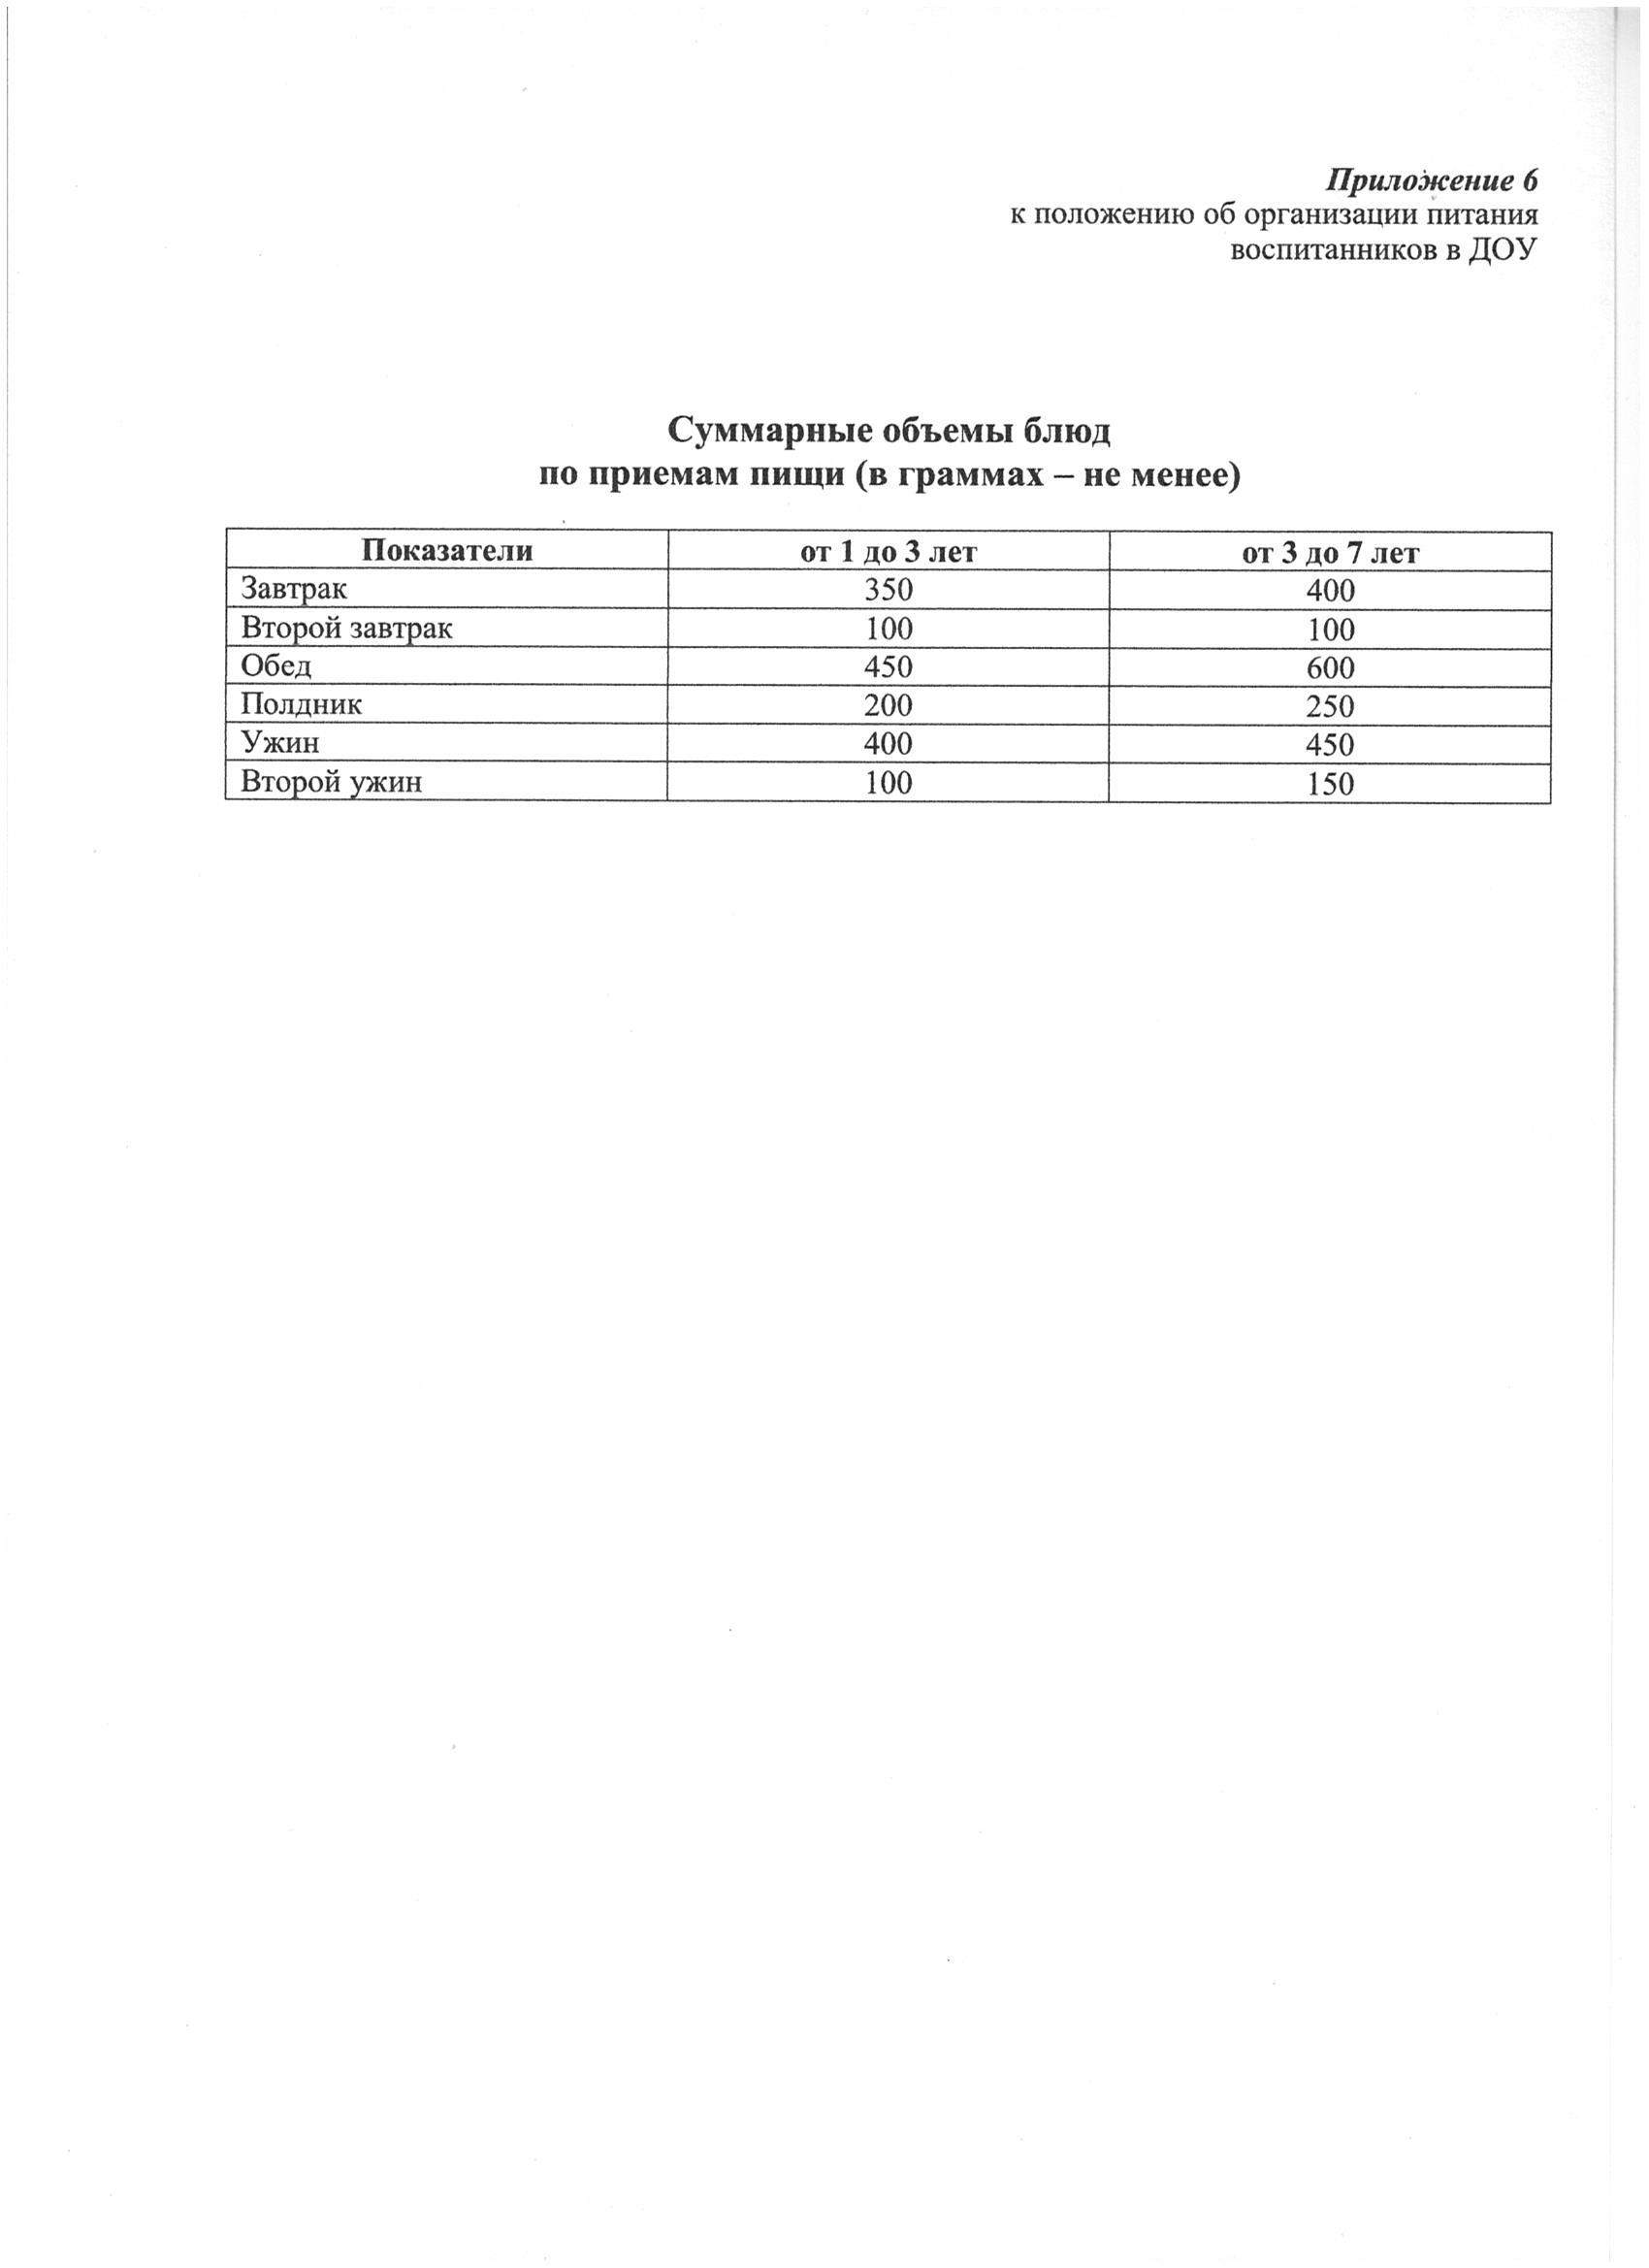 Приложение 6
к положению об организации питания
воспитанников в ДОУ
Суммарные объемы блюд
по приемам пищи (в граммах – не менее)
Показатели от 1 до 3 лет от 3 до 7 лет
Завтрак 350 400
Второй завтрак 100 100
Обед 450 600
Полдник 200 250
Ужин 400 450
Второй ужин 100 150